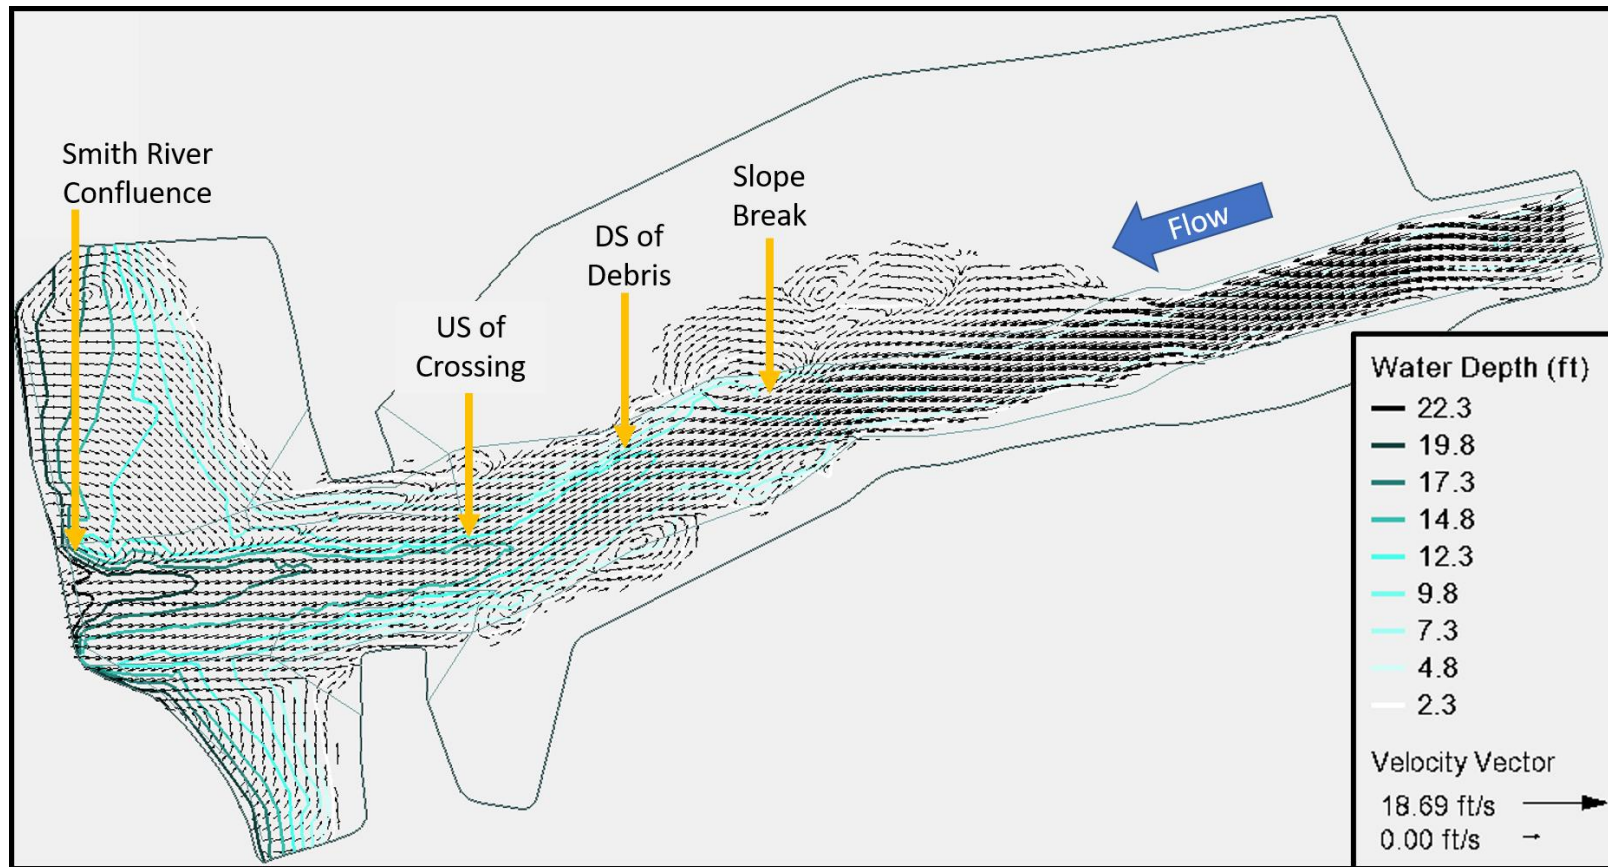 Smith River
Confluence
US of
Crossing
DS of
Debris
Slope
Break
Flow
Water Depth (ft)
22.3
19.8
17.3
14.8
12.3
9.8
7.3
4.8
2.3
Velocity Vector
18.69 ft/s
0.00 ft/s